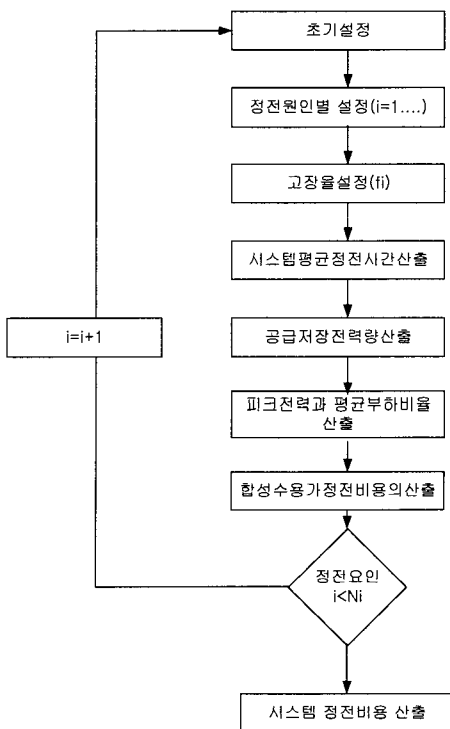 초기설정
정전원인별 설정(i=1....)
고장율설정(fi)
시스템평균정전시간산출
i=i+1
공급저장전력량산출
피크전력과 평균부하비율
산출
합성수용가정전비용의산출
정전요인
i<Ni
시스템 정전비용 산출